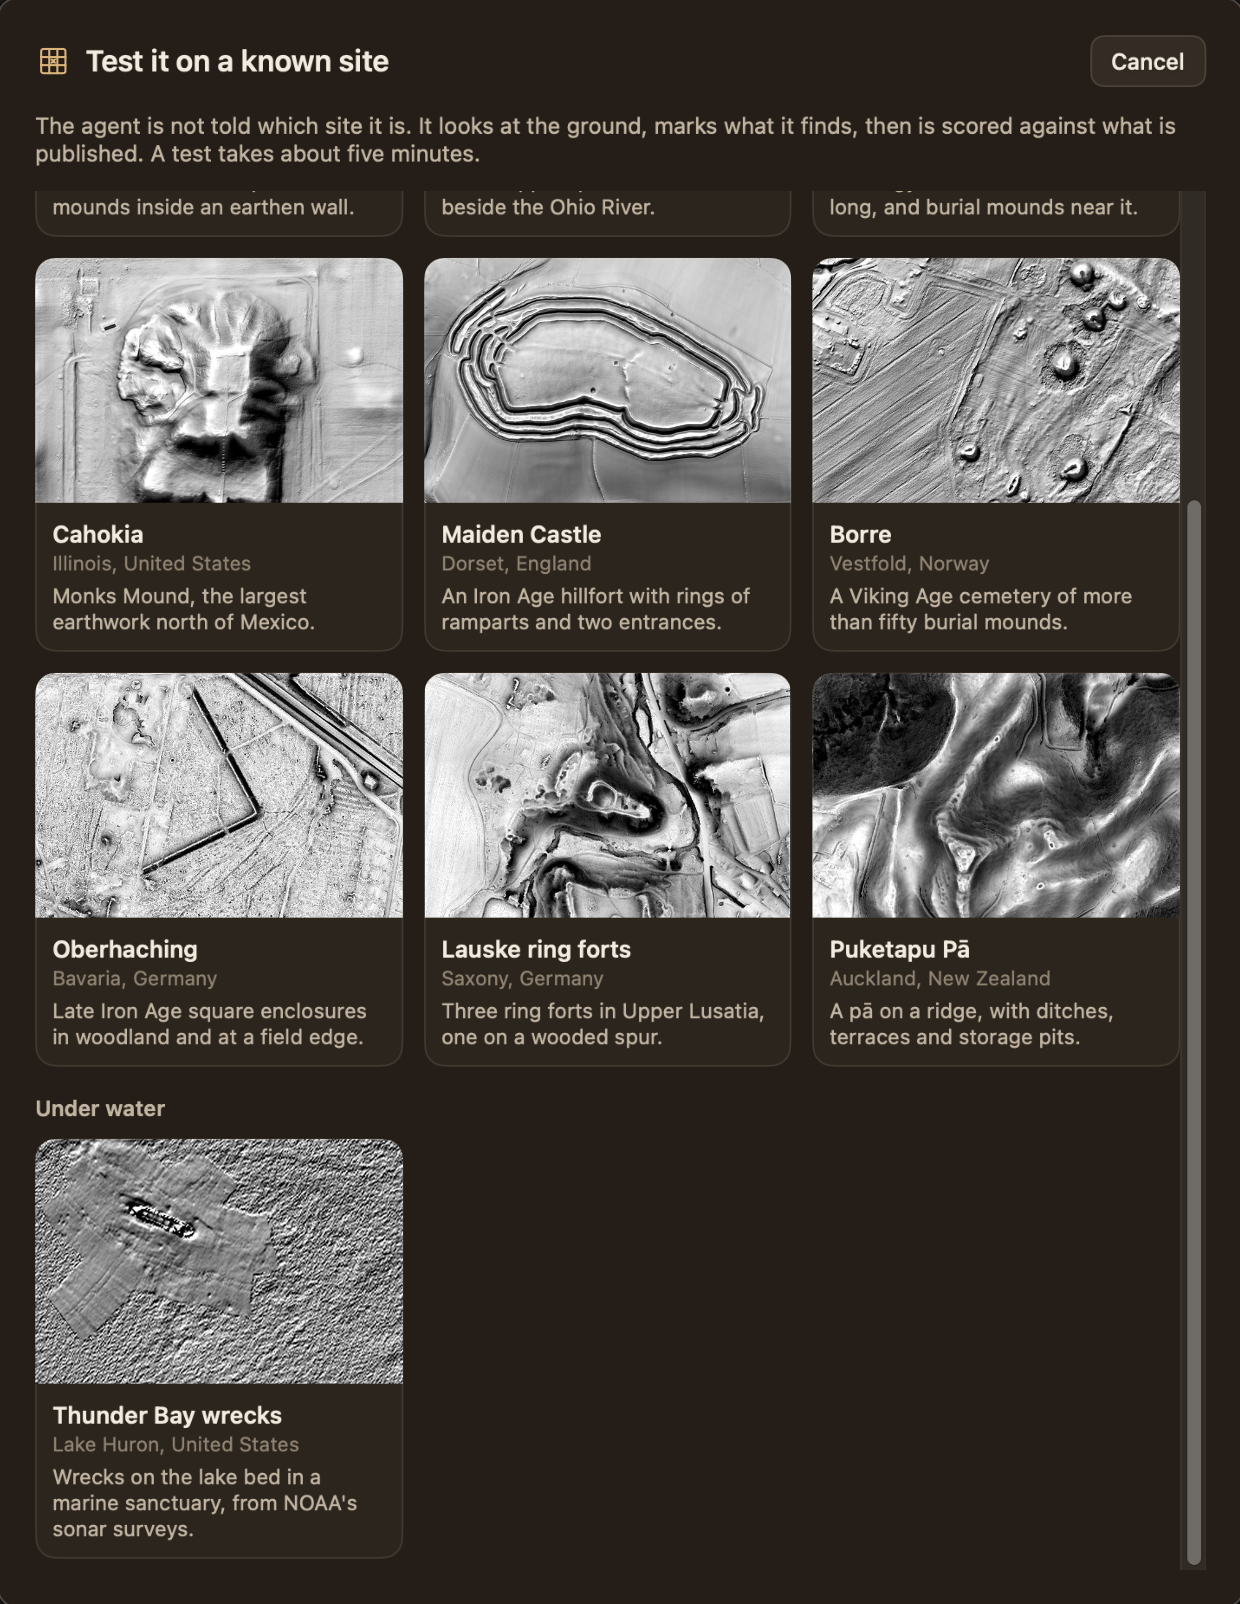 Test it on a known site
Cancel
The agent is not told which site it is. It looks at the ground, marks what it finds, then is scored against what is
published. A test takes about five minutes.
mounds inside an earthen wall.
beside the Ohio River.
long, and burial mounds near it.
Cahokia
Illinois, United States
Monks Mound, the largest
earthwork north of Mexico.
Maiden Castle
Dorset, England
An Iron Age hillfort with rings of
ramparts and two entrances.
Borre
Vestfold, Norway
A Viking Age cemetery of more
than fifty burial mounds.
Oberhaching
Bavaria, Germany
Late Iron Age square enclosures
in woodland and at a field edge.
Lauske ring forts
Saxony, Germany
Three ring forts in Upper Lusatia,
one on a wooded spur.
Puketapu Pā
Auckland, New Zealand
A pā on a ridge, with ditches,
terraces and storage pits.
Under water
Thunder Bay wrecks
Lake Huron, United States
Wrecks on the lake bed in a
marine sanctuary, from NOAA's
sonar surveys.